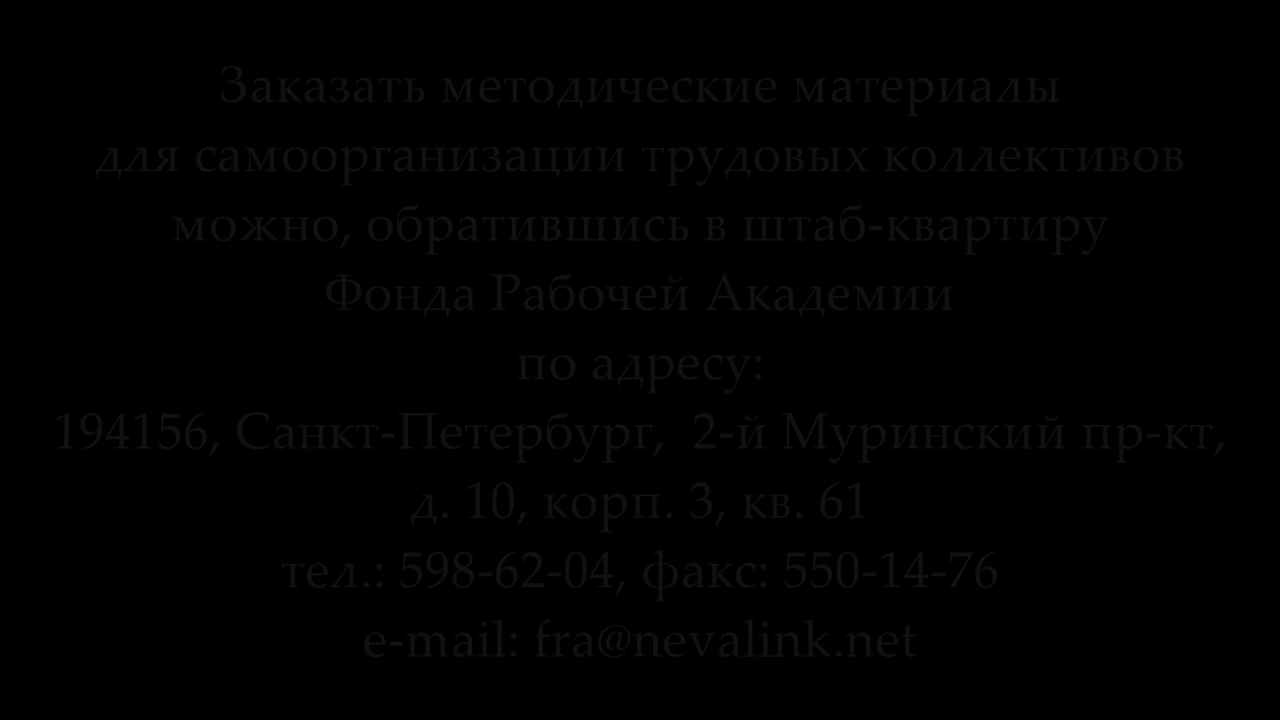 Заказать методические материалы
для самоорганизации трудовых коллективов
можно, обратившись в штаб-квартиру
Фонда Рабочей Академии
по адресу:
194156, Санкт-Петербург, 2-й Муринский пр-кт,
д. 10, корп. 3, кв. 61
тел.: 598-62-04, факс: 550-14-76
e-mail: fra@nevalink.net